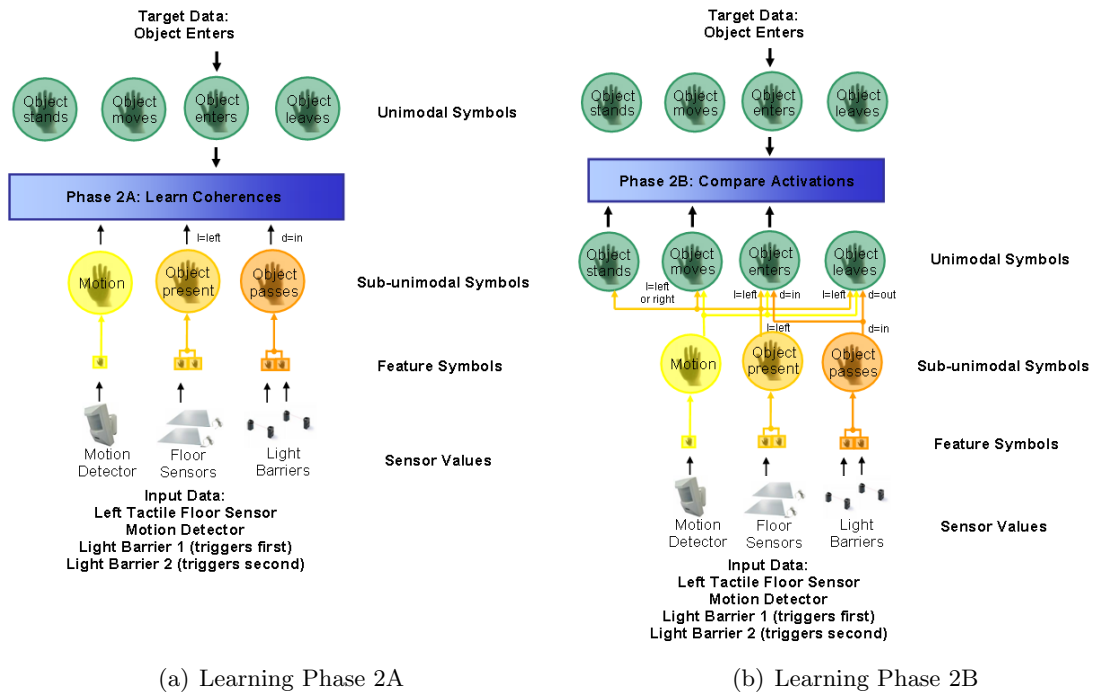 Target Data:
Object Enters
Object
stands
Object
moves
Object
enters
Object
leaves
Unimodal Symbols
Phase 2A: Learn Coherences
l=left
d=in
Motion
Object
present
Object
passes
Sub-unimodal Symbols
Feature Symbols
Motion
Detector
Floor
Sensors
Light
Barriers
Sensor Values
Input Data:
Left Tactile Floor Sensor
Motion Detector
Light Barrier 1 (triggers first)
Light Barrier 2 (triggers second)
(a) Learning Phase 2A
Target Data:
Object Enters
Object
stands
Object
moves
Object
enters
Object
leaves
Unimodal Symbols
Phase 2B: Compare Activations
Object
stands
Object
moves
Object
enters
Object
leaves
Unimodal Symbols
l=left
or right
l=left
d=in
l=left
d=out
l=left
d=in
Motion
Object
present
Object
passes
Sub-unimodal Symbols
Feature Symbols
Motion
Detector
Floor
Sensors
Light
Barriers
Sensor Values
Input Data:
Left Tactile Floor Sensor
Motion Detector
Light Barrier 1 (triggers first)
Light Barrier 2 (triggers second)
(b) Learning Phase 2B